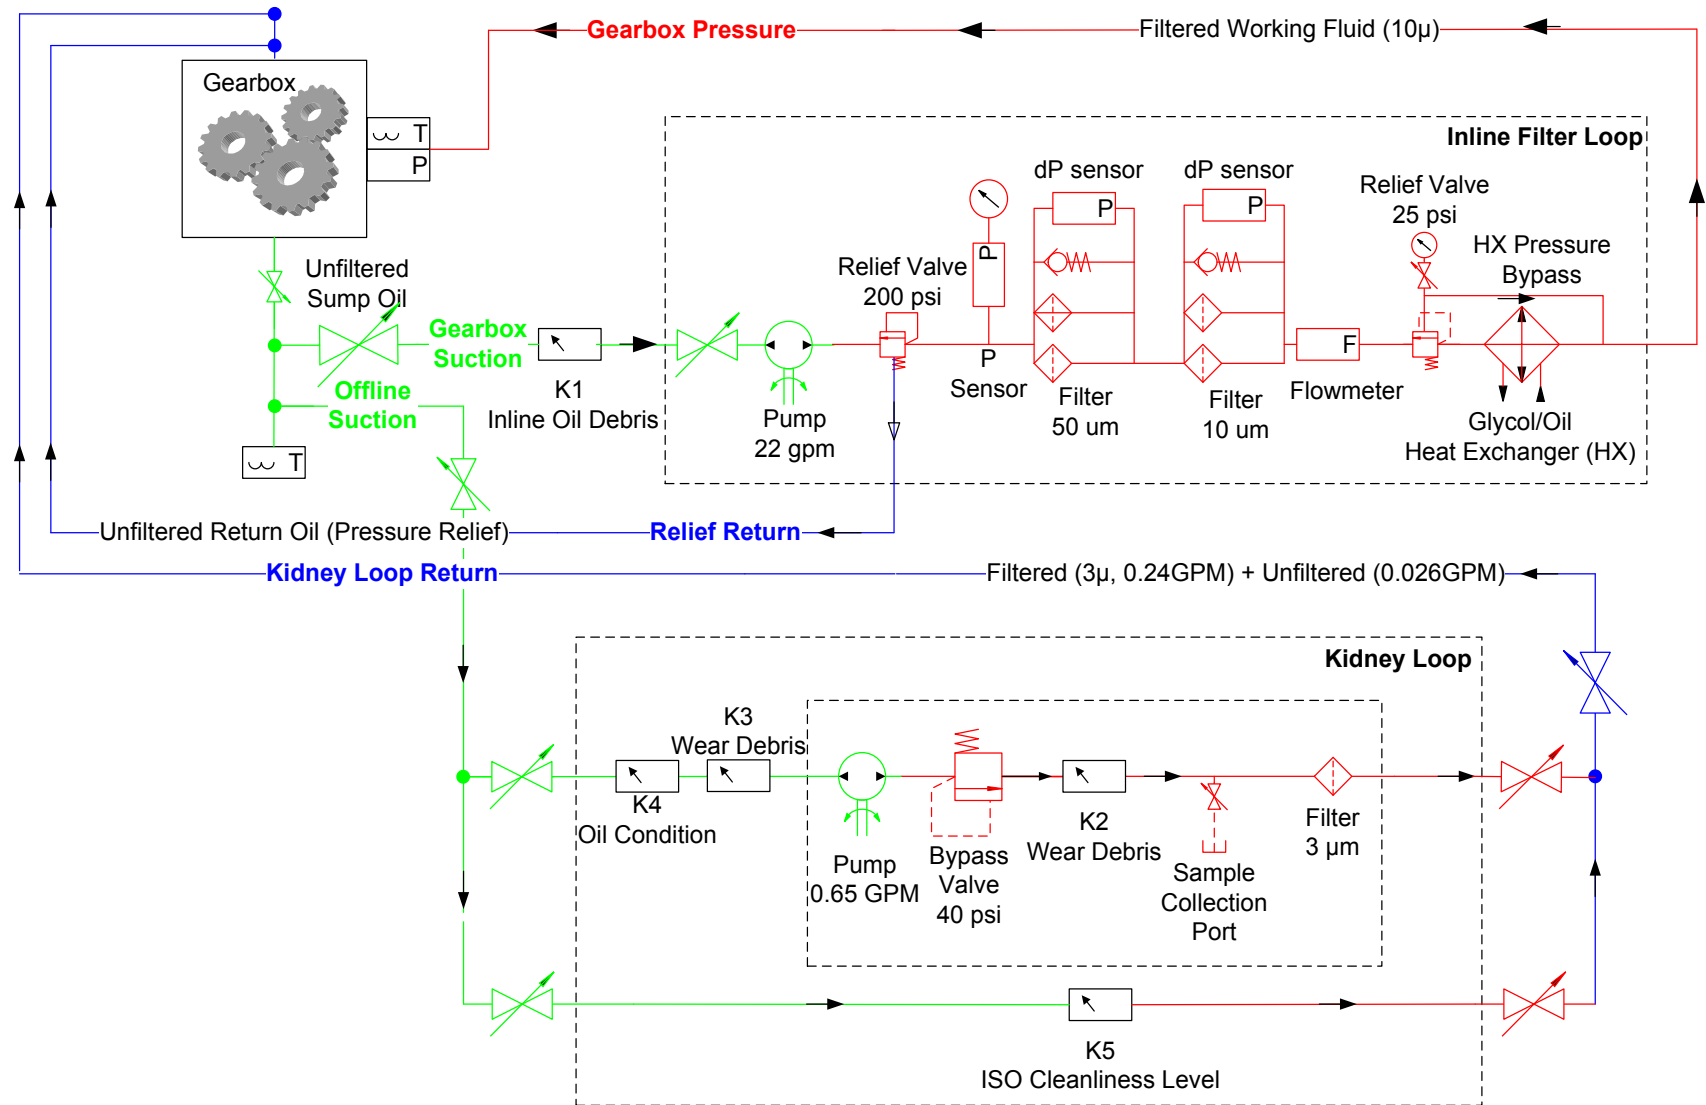 Gearbox Pressure
Filtered Working Fluid (10µ)
Gearbox
T
P
Inline Filter Loop
dP sensor
P
dP sensor
P
Relief Valve
25 psi
HX Pressure
Bypass
Unfiltered
Sump Oil
Relief Valve
200 psi
P
Gearbox
Suction
K1
Inline Oil Debris
Pump
22 gpm
P
Sensor
Filter
50 um
Filter
10 um
F
Flowmeter
Glycol/Oil
Heat Exchanger (HX)
Offline
Suction
T
Unfiltered Return Oil (Pressure Relief)
Relief Return
Kidney Loop Return
Filtered (3µ, 0.24GPM) + Unfiltered (0.026GPM)
Kidney Loop
K3
Wear Debris
K4
Oil Condition
Pump
0.65 GPM
Bypass
Valve
40 psi
K2
Wear Debris
Sample
Collection
Port
Filter
3 µm
K5
ISO Cleanliness Level